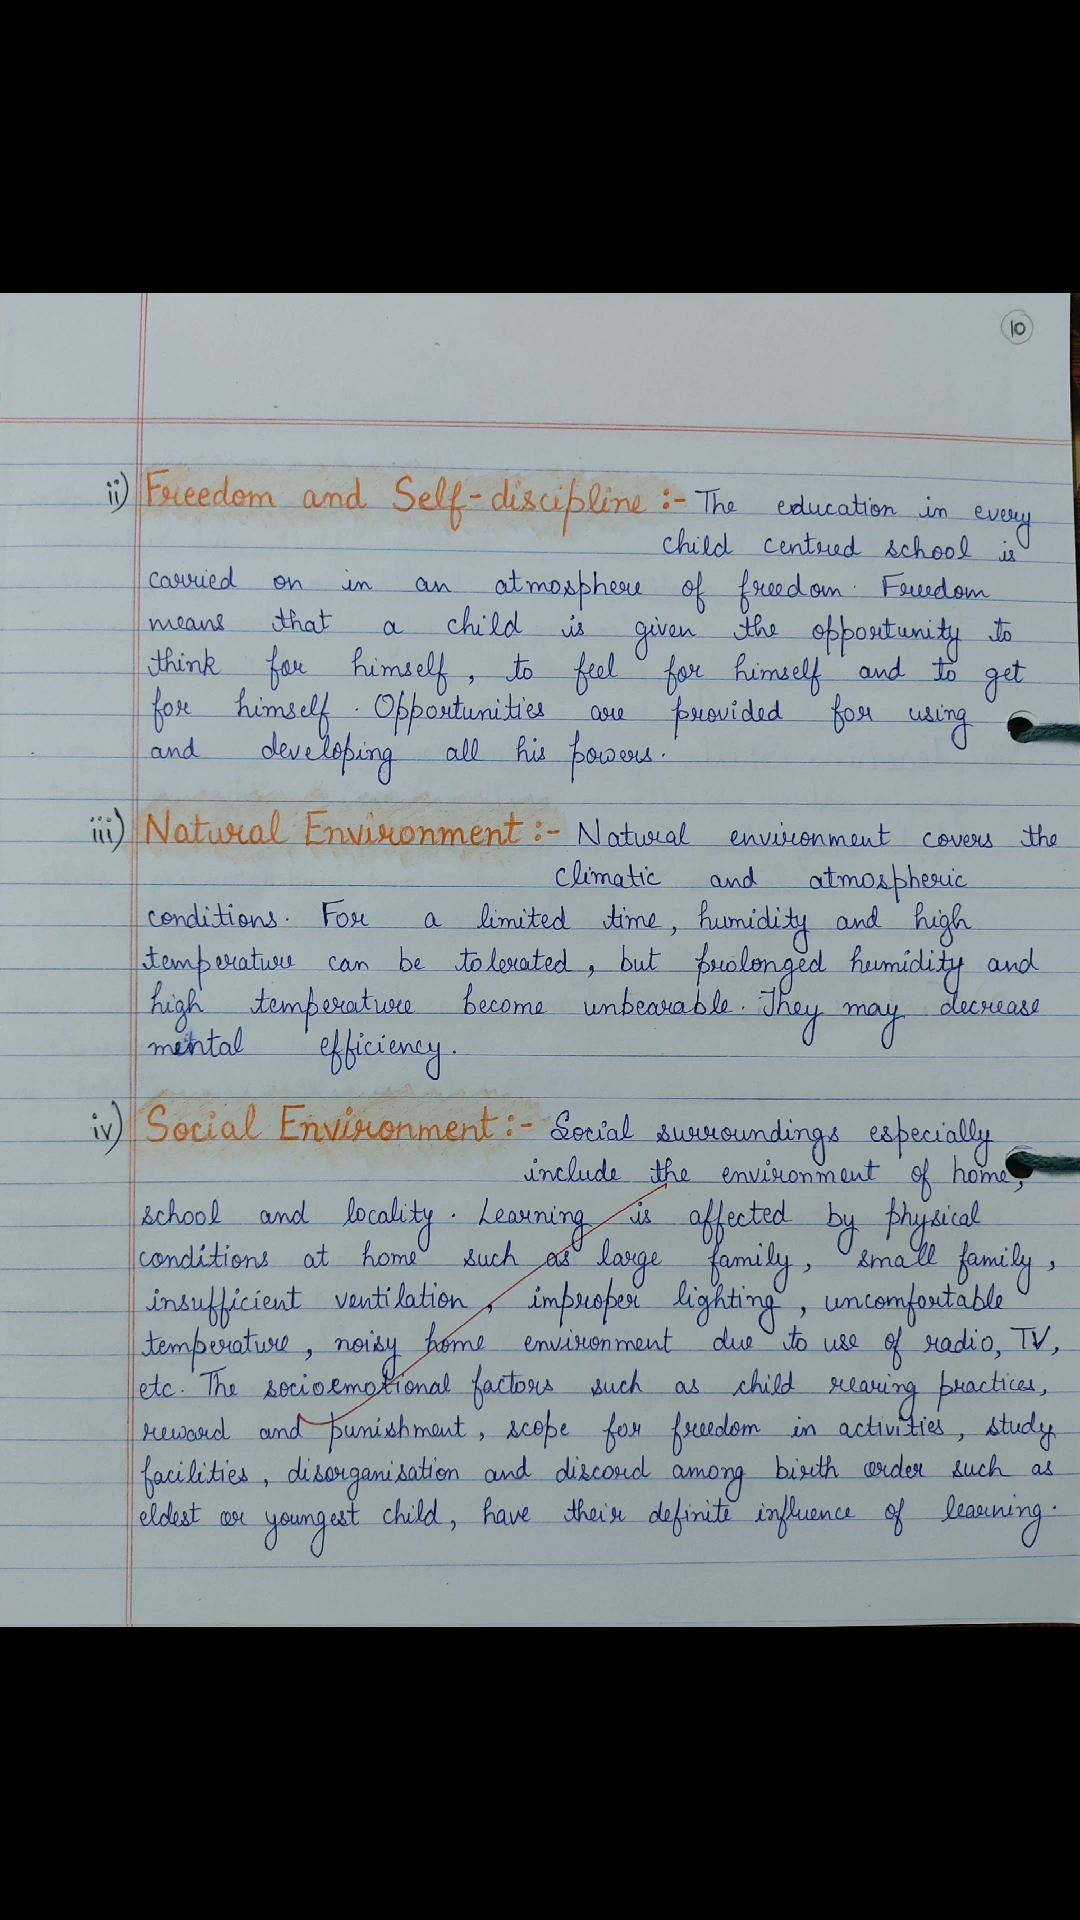 10
ii) Freedom and Self-discipline :- The education in every
child centred school is
carried on in an atmosphere of freedom. Freedom
means that a child is given the opportunity to
think for himself, to feel for himself and to get
for himself. Opportunities are provided for using
and developing all his powers.
iii) Natural Environment :- Natural environment covers the
climatic and atmospheric
conditions. For a limited time, humidity and high
temperature can be tolerated, but prolonged humidity and
high temperature become unbearable. They may decrease
mental efficiency.
iv) Social Environment :- Social surroundings especially
include the environment of home,
school and locality. Learning is affected by physical
conditions at home such as large family, small family,
insufficient ventilation, improper lighting, uncomfortable
temperature, noisy home environment due to use of radio, TV,
etc. The socioemotional factors such as child rearing practices,
reward and punishment, scope for freedom in activities, study
facilities, disorganisation and discord among birth order such as
eldest or youngest child, have their definite influence of learning.